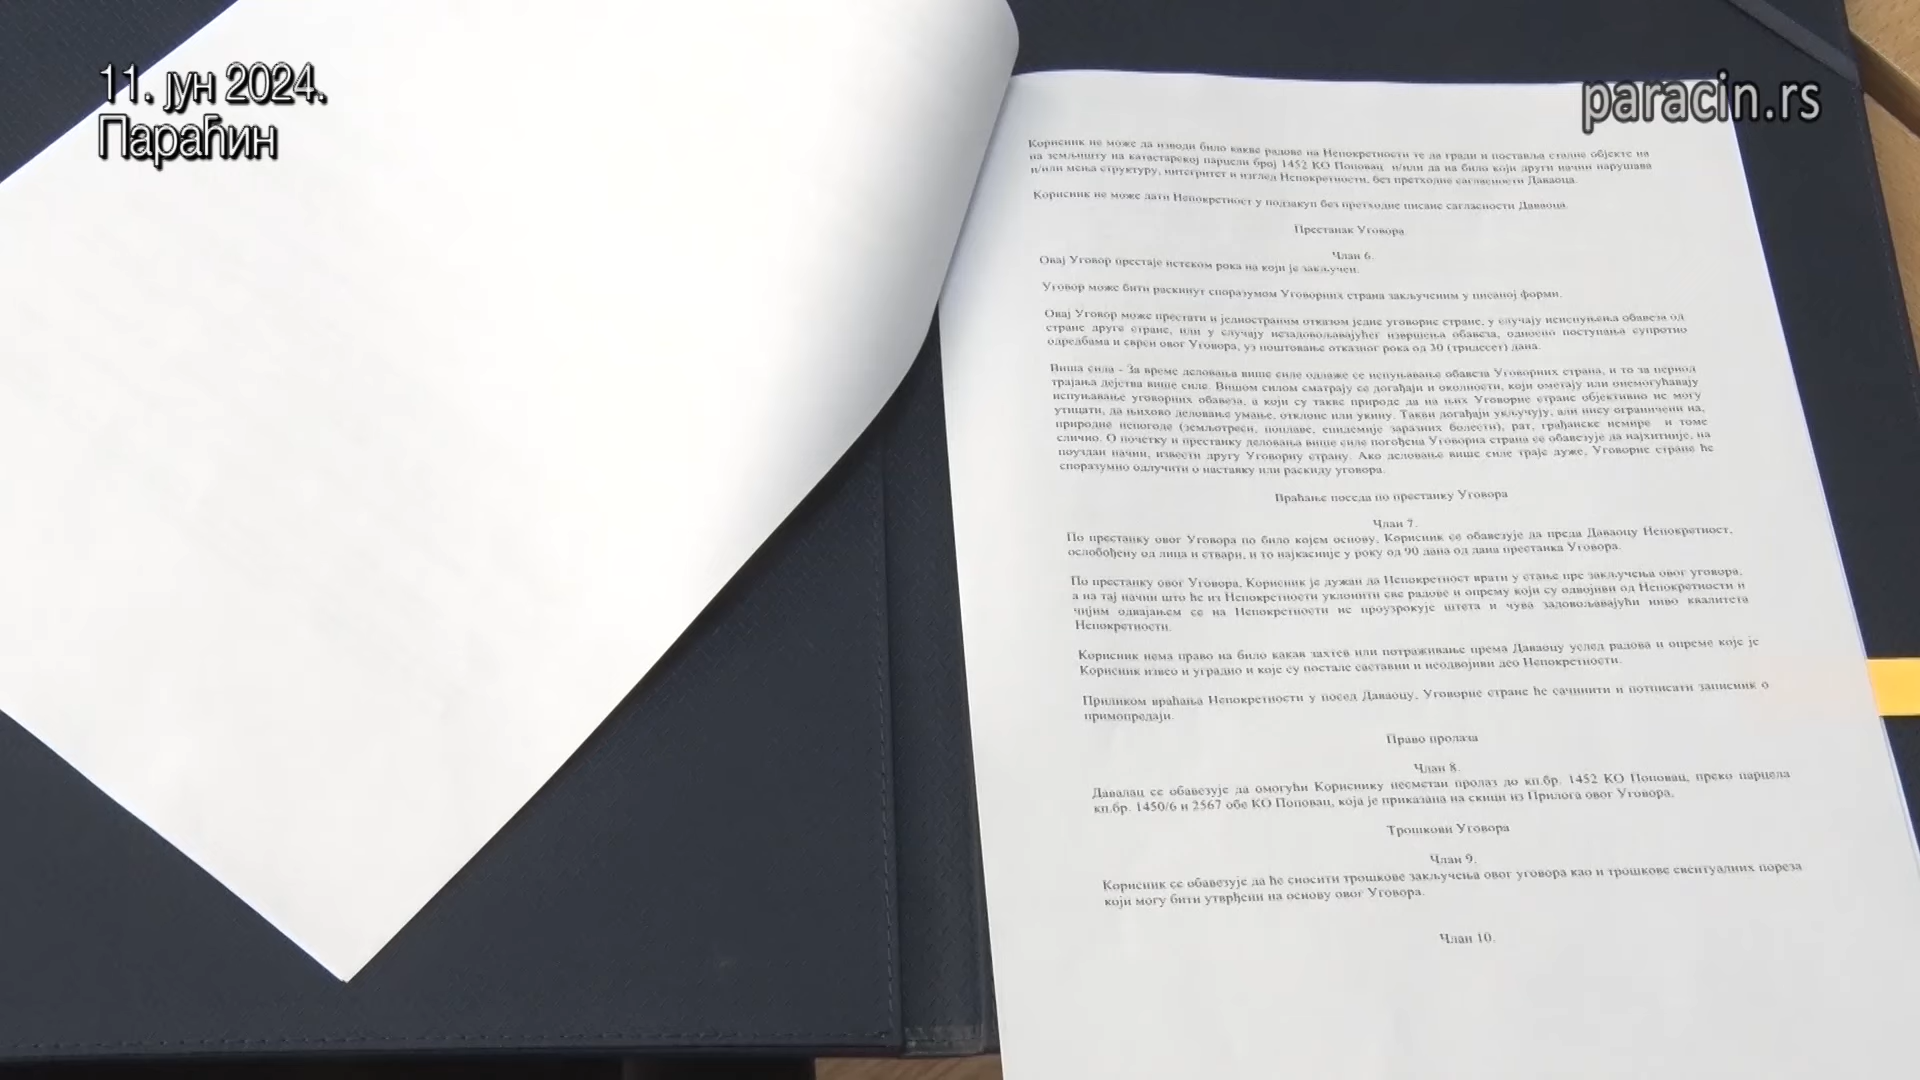 11. јун 2024.
Параћин
paracin.rs
Корисник не може да изводи било какве радове на Непокретности те да гради и поставља сталне објекте на
на земљишту на катастарској парцели број 1452 КО Поповац и/или да на било који други начин нарушава
и/или мења структуру, интегритет и изглед Непокретности, без претходне сагласности Даваоца.
Корисник не може дати Непокретност у подзакуп без претходне писане сагласности Даваоца.
Престанак Уговора
Члан 6.
Овај Уговор престаје истеком рока на који је закључен.
Уговор може бити раскинут споразумом Уговорних страна закљученим у писаној форми.
Овај Уговор може престати и једностраним отказом једне уговорне стране, у случају неиспуњења обавеза од
стране друге стране, или у случају незадовољавајућег извршења обавеза, односно поступања супротно
одредбама и сврси овог Уговора, уз поштовање отказног рока од 30 (тридесет) дана.
Виша сила - За време деловања више силе одлаже се испуњавање обавеза Уговорних страна, и то за период
трајања дејства више силе. Вишом силом сматрају се догађаји и околности, који ометају или онемогућавају
испуњавање уговорних обавеза, а који су такве природе да на њих Уговорне стране објективно не могу
утицати, да њихово деловање умање, отклоне или укину. Такви догађаји укључују, али нису ограничени на,
природне непогоде (земљотреси, поплаве, епидемије заразних болести), рат, грађанске немире и томе
слично. О почетку и престанку деловања више силе погођена Уговорна страна се обавезује да најхитније, на
поуздан начин, извести другу Уговорну страну. Ако деловање више силе траје дуже, Уговорне стране ће
споразумно одлучити о наставку или раскиду уговора.
Враћање поседа по престанку Уговора
Члан 7.
По престанку овог Уговора по било којем основу, Корисник се обавезује да преда Даваоцу Непокретност,
ослобођену од лица и ствари, и то најкасније у року од 90 дана од дана престанка Уговора.
По престанку овог Уговора, Корисник је дужан да Непокретност врати у стање пре закључења овог уговора,
а на тај начин што ће из Непокретности уклонити све радове и опрему који су одвојиви од Непокретности и
чијим одвајањем се на Непокретности не проузрокује штета и чува задовољавајући ниво квалитета
Непокретности.
Корисник нема право на било какав захтев или потраживање према Даваоцу услед радова и опреме које је
Корисник извео и уградио и које су постале саставни и неодвојиви део Непокретности.
Приликом враћања Непокретности у посед Даваоцу, Уговорне стране ће сачинити и потписати записник о
примопредаји.
Право пролаза
Члан 8.
Давалац се обавезује да омогући Кориснику несметан пролаз до кп.бр. 1452 КО Поповац, преко парцела
кп.бр. 1450/6 и 2567 обе КО Поповац, која је приказана на скици из Прилога овог Уговора.
Трошкови Уговора
Члан 9.
Корисник се обавезује да ће сносити трошкове закључења овог уговора као и трошкове евентуалних пореза
који могу бити утврђени на основу овог Уговора.
Члан 10.